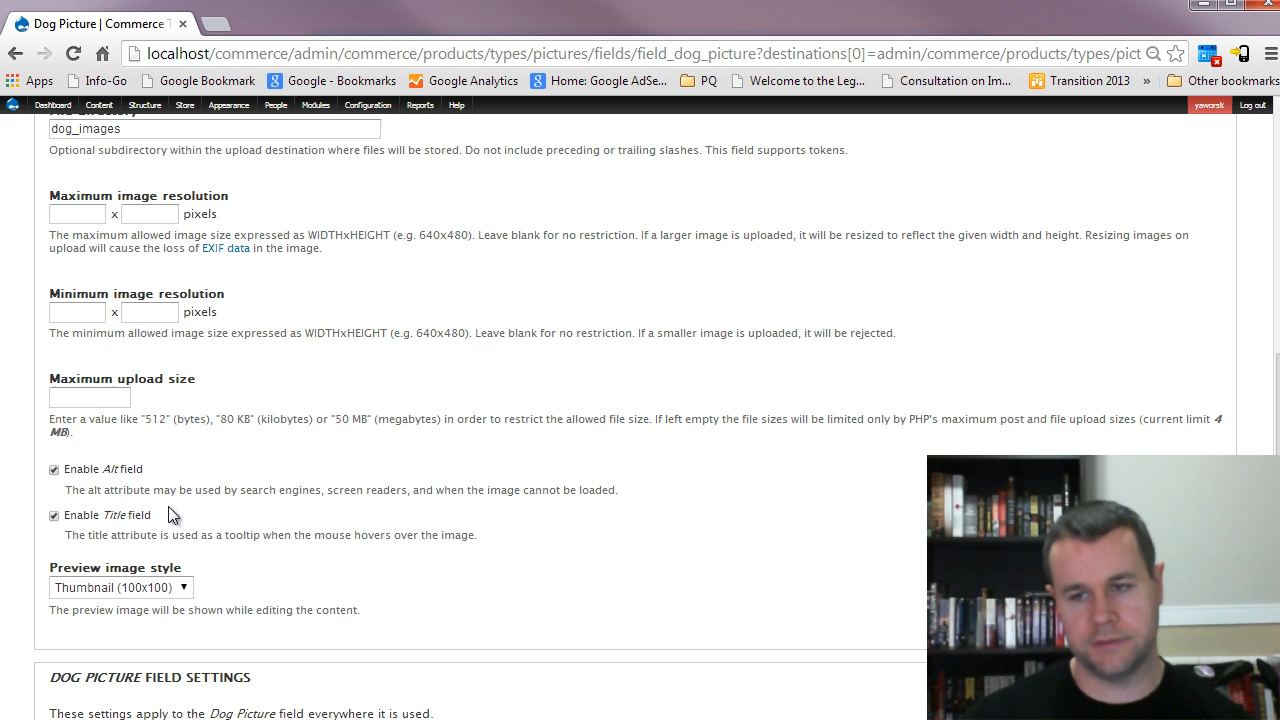 Dog Picture | Commerce T
localhost/commerce/admin/commerce/products/types/pictures/fields/field_dog_picture?destinations[0]=admin/commerce/products/types/pict
Apps Info-Go Google Bookmark Google - Bookmarks Google Analytics Home: Google AdSe... PQ Welcome to the Leg... Consultation on Im... Transition 2013 » Other bookmarks
Dashboard Content Structure Store Appearance People Modules Configuration Reports Help yaworsk Log out
dog_images
Optional subdirectory within the upload destination where files will be stored. Do not include preceding or trailing slashes. This field supports tokens.
Maximum image resolution
x pixels
The maximum allowed image size expressed as WIDTHxHEIGHT (e.g. 640x480). Leave blank for no restriction. If a larger image is uploaded, it will be resized to reflect the given width and height. Resizing images on
upload will cause the loss of EXIF data in the image.
Minimum image resolution
x pixels
The minimum allowed image size expressed as WIDTHxHEIGHT (e.g. 640x480). Leave blank for no restriction. If a smaller image is uploaded, it will be rejected.
Maximum upload size
Enter a value like "512" (bytes), "80 KB" (kilobytes) or "50 MB" (megabytes) in order to restrict the allowed file size. If left empty the file sizes will be limited only by PHP's maximum post and file upload sizes (current limit 4
MB).
Enable Alt field
The alt attribute may be used by search engines, screen readers, and when the image cannot be loaded.
Enable Title field
The title attribute is used as a tooltip when the mouse hovers over the image.
Preview image style
Thumbnail (100x100)
The preview image will be shown while editing the content.
DOG PICTURE FIELD SETTINGS
These settings apply to the Dog Picture field everywhere it is used.